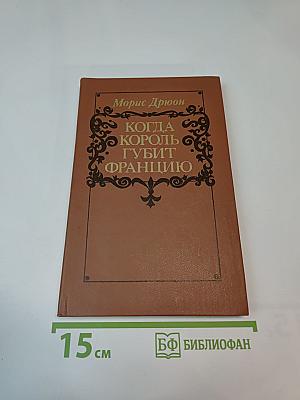 Морис Дрюон
КОГДА
КОРОЛЬ
ГУБИТ
ФРАНЦИЮ
15 см
БФ БИБЛИОФАН